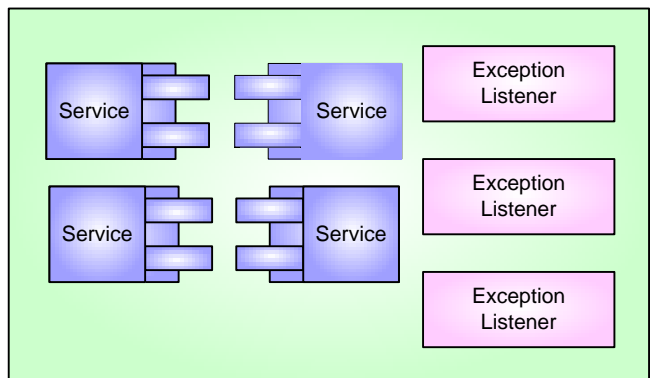 Service
Service
Exception
Listener
Service
Service
Exception
Listener
Exception
Listener